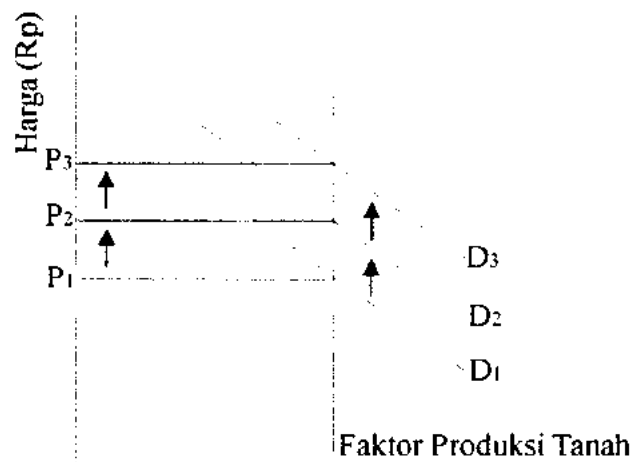 Harga (Rp)
P3
P2
P1
D3
D2
D1
Faktor Produksi Tanah